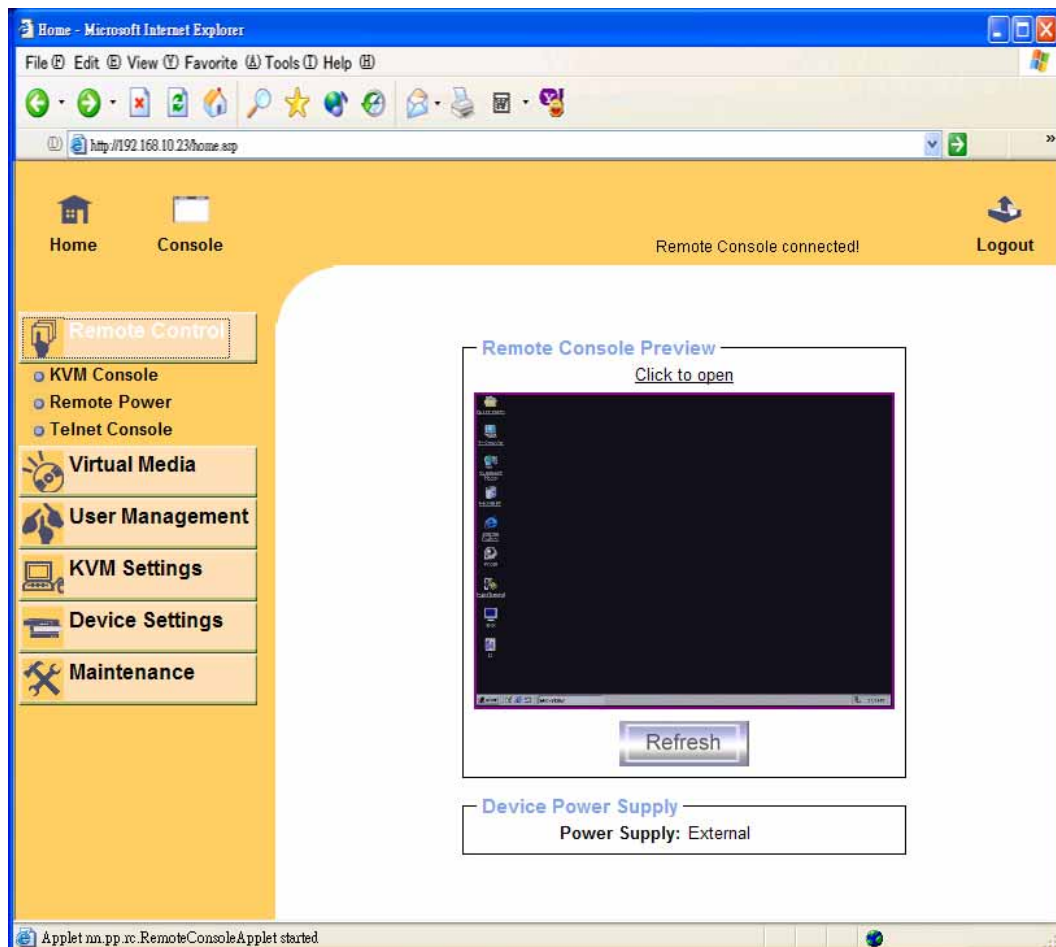 Home - Microsoft Internet Explorer
File (F) Edit (E) View (V) Favorite (A) Tools (T) Help (H)
(D) http://192.168.10.23/home.asp
Home
Console
Remote Console connected!
Logout
Remote Control
KVM Console
Remote Power
Telnet Console
Virtual Media
User Management
KVM Settings
Device Settings
Maintenance
Remote Console Preview
Click to open
Refresh
Device Power Supply
Power Supply: External
Applet nn.pp.rc.RemoteConsoleApplet started